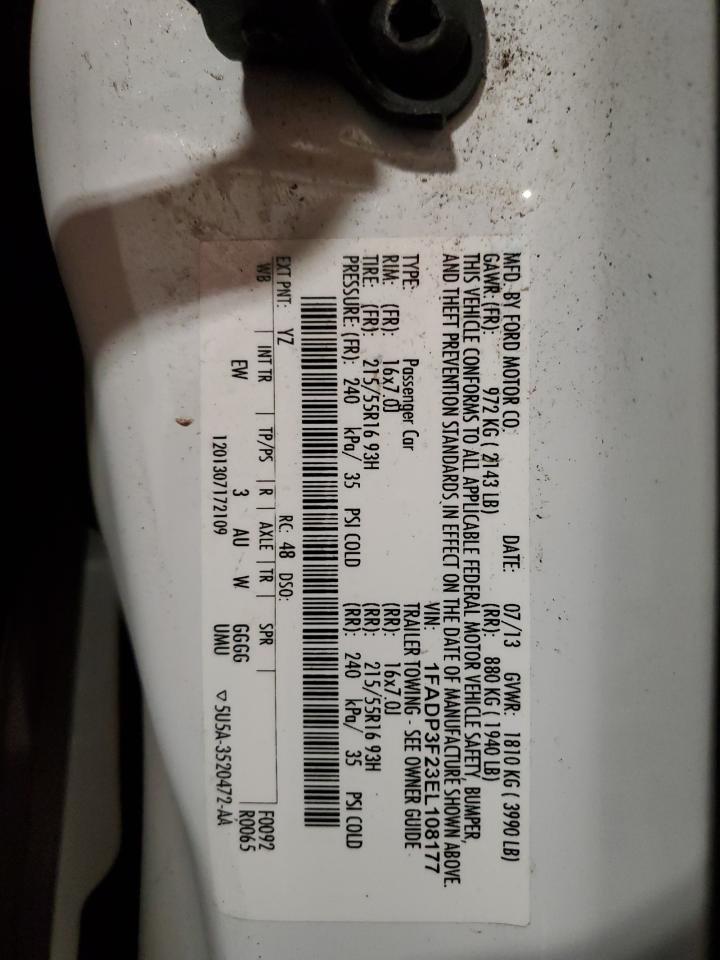 MFD. BY FORD MOTOR CO. DATE: 07/13 GVWR: 1810 KG ( 3990 LB)
GAWR: (FR): 972 KG ( 2143 LB) (RR): 880 KG ( 1940 LB)
THIS VEHICLE CONFORMS TO ALL APPLICABLE FEDERAL MOTOR VEHICLE SAFETY, BUMPER,
AND THEFT PREVENTION STANDARDS IN EFFECT ON THE DATE OF MANUFACTURE SHOWN ABOVE.
VIN: 1FADP3F23EL108177
TYPE: Passenger Car TRAILER TOWING - SEE OWNER GUIDE
RIM: (FR): 16x7.0J (RR): 16x7.0J
TIRE: (FR): 215/55R16 93H (RR): 215/55R16 93H
PRESSURE: (FR): 240 kPa/ 35 PSI COLD (RR): 240 kPa/ 35 PSI COLD
EXT PNT: YZ RC: 48 DSO:
WB INT TR TP/PS R AXLE TR SPR F0092
EW 3 AU W GGGG R0065
1201307172109 UMU ▽5U5A-3520472-AA